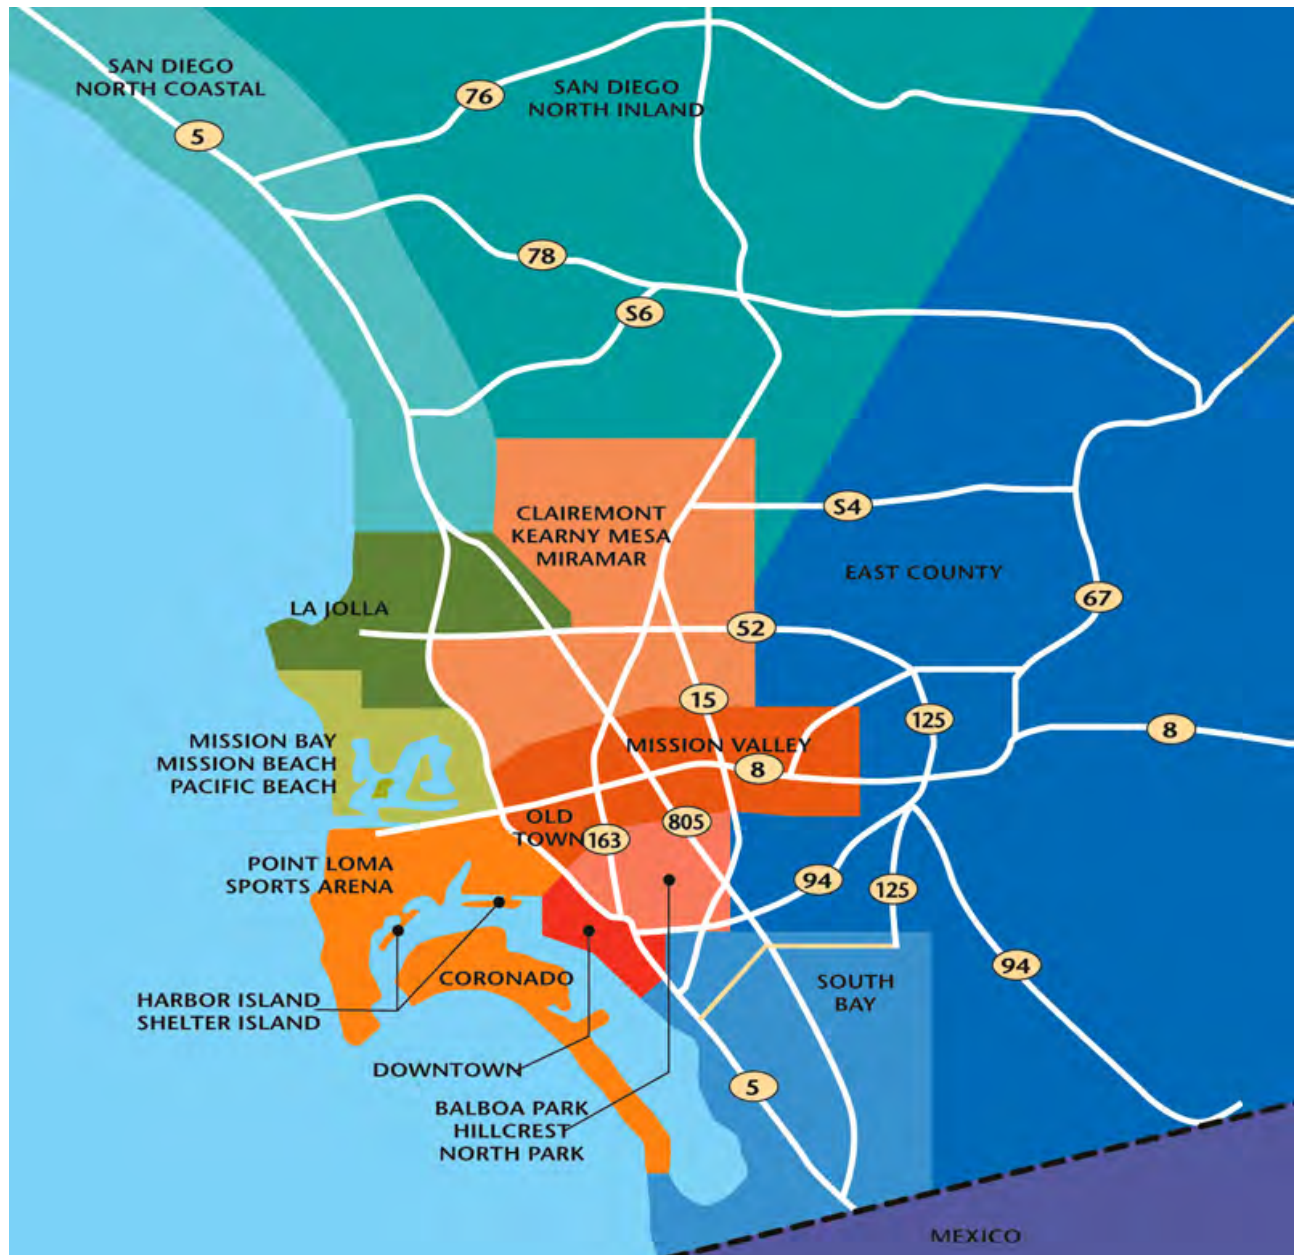 SAN DIEGO
NORTH COASTAL
5
76
SAN DIEGO
NORTH INLAND
78
S6
CLAIREMONT
KEARNY MESA
MIRAMAR
S4
EAST COUNTY
67
LA JOLLA
52
15
125
8
MISSION BAY
MISSION BEACH
PACIFIC BEACH
MISSION VALLEY
8
OLD
TOWN
163
805
POINT LOMA
SPORTS ARENA
94
125
94
CORONADO
SOUTH
BAY
HARBOR ISLAND
SHELTER ISLAND
DOWNTOWN
5
BALBOA PARK
HILLCREST
NORTH PARK
MEXICO